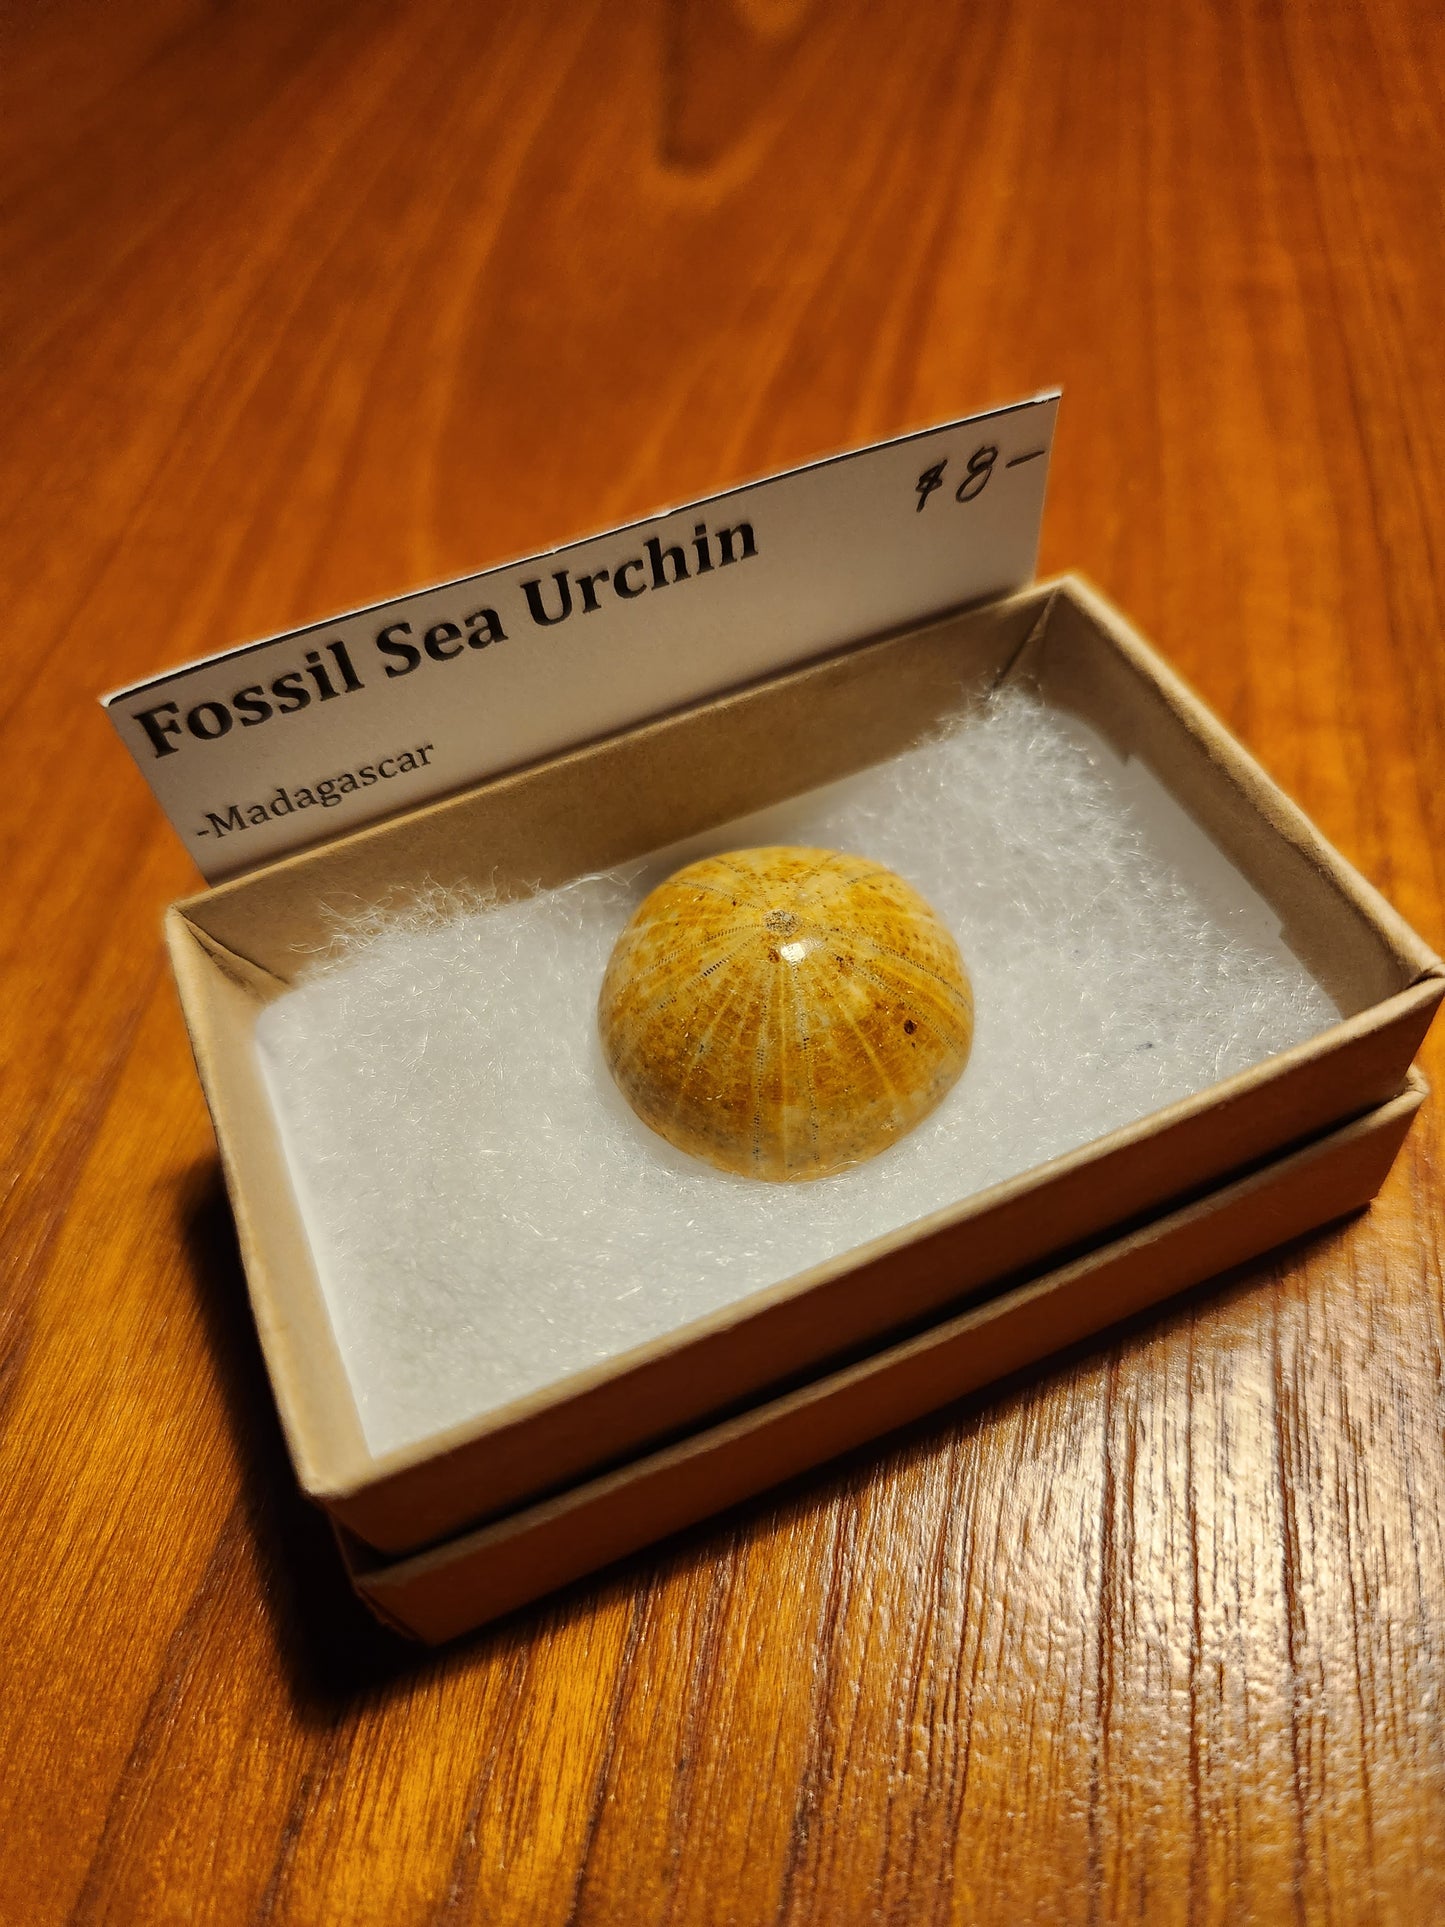 $8-
Fossil Sea Urchin
-Madagascar